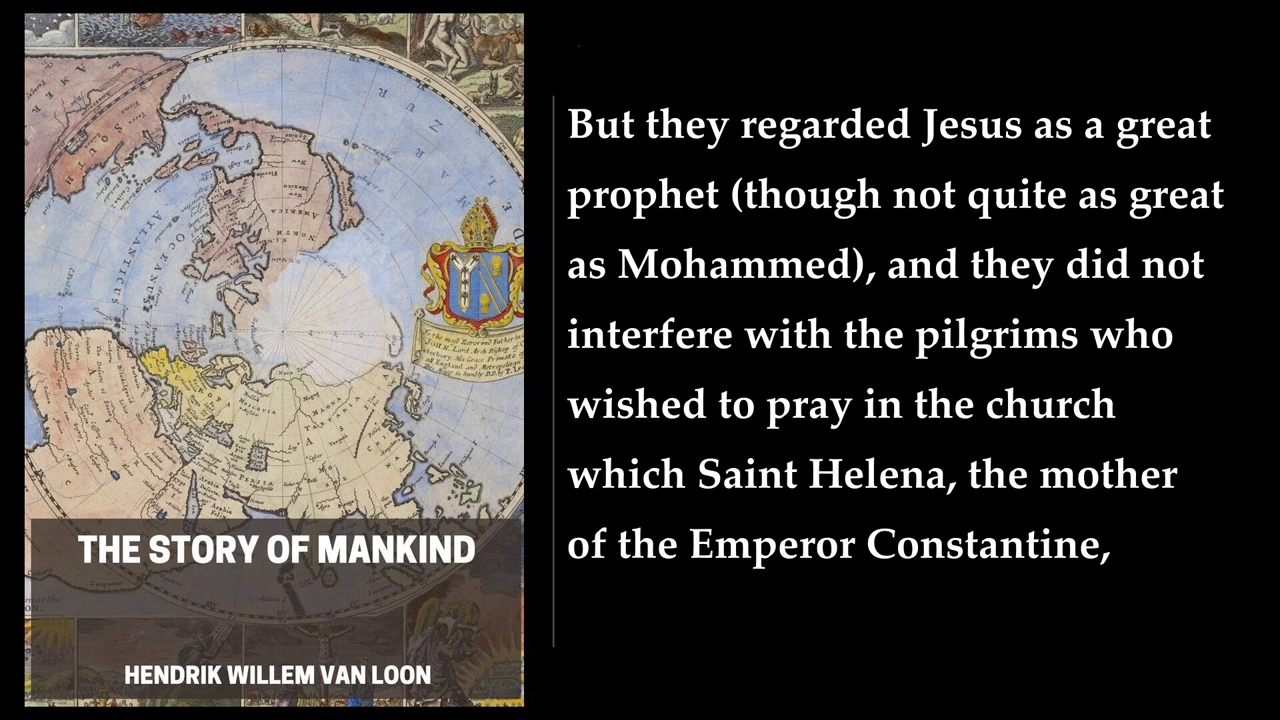 THE STORY OF MANKIND
HENDRIK WILLEM VAN LOON
But they regarded Jesus as a great
prophet (though not quite as great
as Mohammed), and they did not
interfere with the pilgrims who
wished to pray in the church
which Saint Helena, the mother
of the Emperor Constantine,